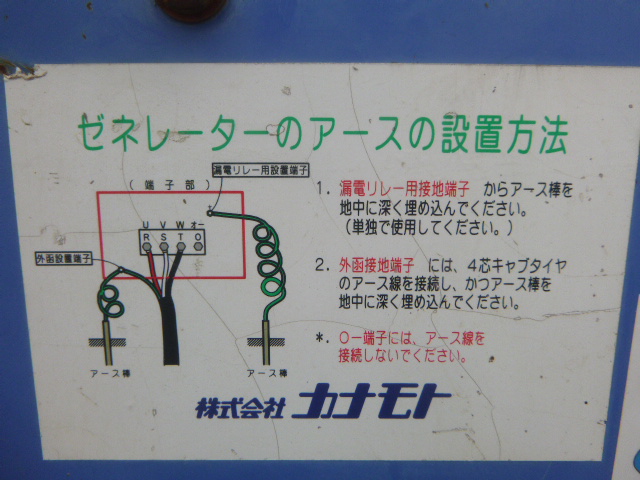 ゼネレーターのアースの設置方法
漏電リレー用設置端子
(端子部)
U V W オー
R S T O
外函設置端子
アース棒
アース棒
1. 漏電リレー用接地端子 からアース棒を
地中に深く埋め込んでください。
(単独で使用してください。)
2. 外函接地端子 には、4芯キャブタイヤ
のアース線を接続し、かつアース棒を
地中に深く埋め込んでください。
*. Oー端子には、アース線を
接続しないでください。
株式会社 カナモト